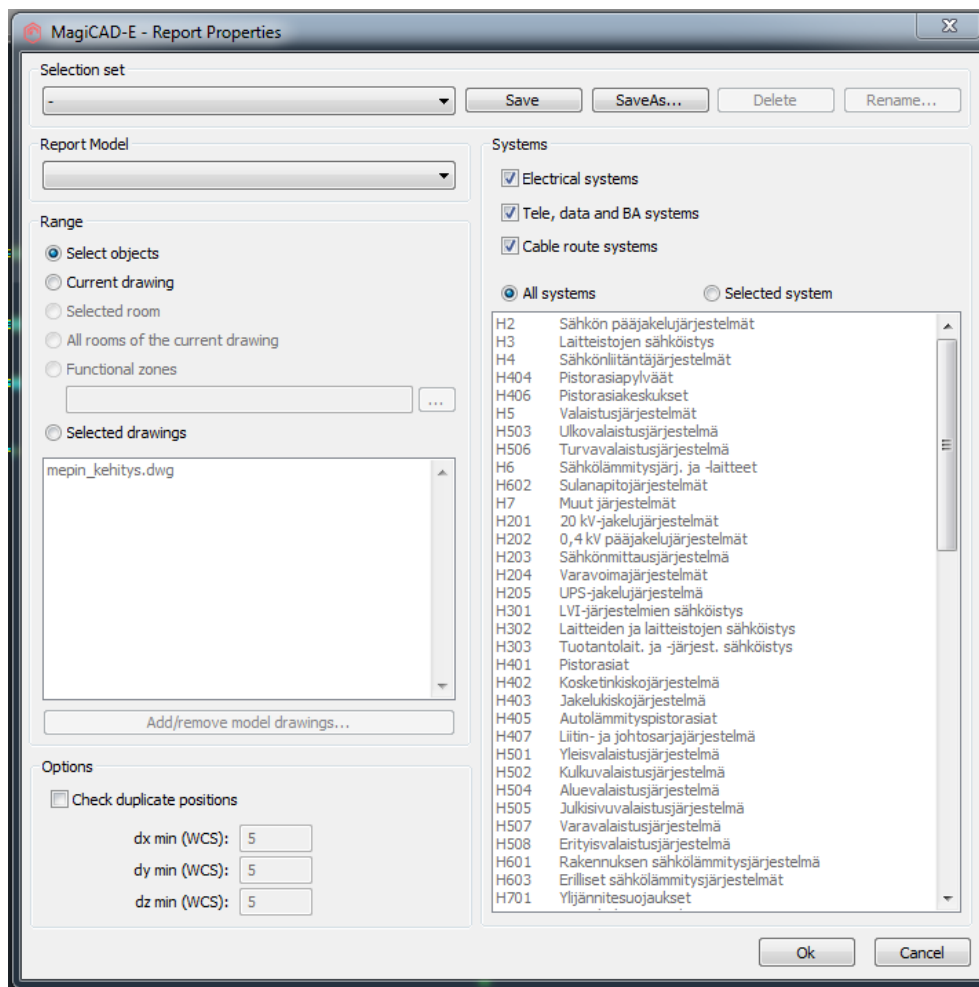 MagiCAD-E - Report Properties
Selection set
-
Save
SaveAs...
Delete
Rename...
Report Model
Range
Select objects
Current drawing
Selected room
All rooms of the current drawing
Functional zones
...
Selected drawings
mepin_kehitys.dwg
Add/remove model drawings...
Options
Check duplicate positions
dx min (WCS): 5
dy min (WCS): 5
dz min (WCS): 5
Systems
Electrical systems
Tele, data and BA systems
Cable route systems
All systems
Selected system
H2 Sähkön pääjakelujärjestelmät
H3 Laitteistojen sähköistys
H4 Sähkönliitäntäjärjestelmät
H404 Pistorasiapylväät
H406 Pistorasiakeskukset
H5 Valaistusjärjestelmät
H503 Ulkovalaistusjärjestelmä
H506 Turvavalaistusjärjestelmä
H6 Sähkölämmitysjärj. ja -laitteet
H602 Sulanapitojärjestelmät
H7 Muut järjestelmät
H201 20 kV-jakelujärjestelmät
H202 0,4 kV pääjakelujärjestelmät
H203 Sähkönmittausjärjestelmä
H204 Varavoimajärjestelmät
H205 UPS-jakelujärjestelmä
H301 LVI-järjestelmien sähköistys
H302 Laitteiden ja laitteistojen sähköistys
H303 Tuotantolait. ja -järjest. sähköistys
H401 Pistorasiat
H402 Kosketinkiskojärjestelmä
H403 Jakelukiskojärjestelmä
H405 Autolämmityspistorasiat
H407 Liitin- ja johtosarjajärjestelmä
H501 Yleisvalaistusjärjestelmä
H502 Kulkuvalaistusjärjestelmä
H504 Aluevalaistusjärjestelmä
H505 Julkisivuvalaistusjärjestelmä
H507 Varavalaistusjärjestelmä
H508 Erityisvalaistusjärjestelmä
H601 Rakennuksen sähkölämmitysjärjestelmä
H603 Erilliset sähkölämmitysjärjestelmät
H701 Ylijännitesuojaukset
Ok
Cancel